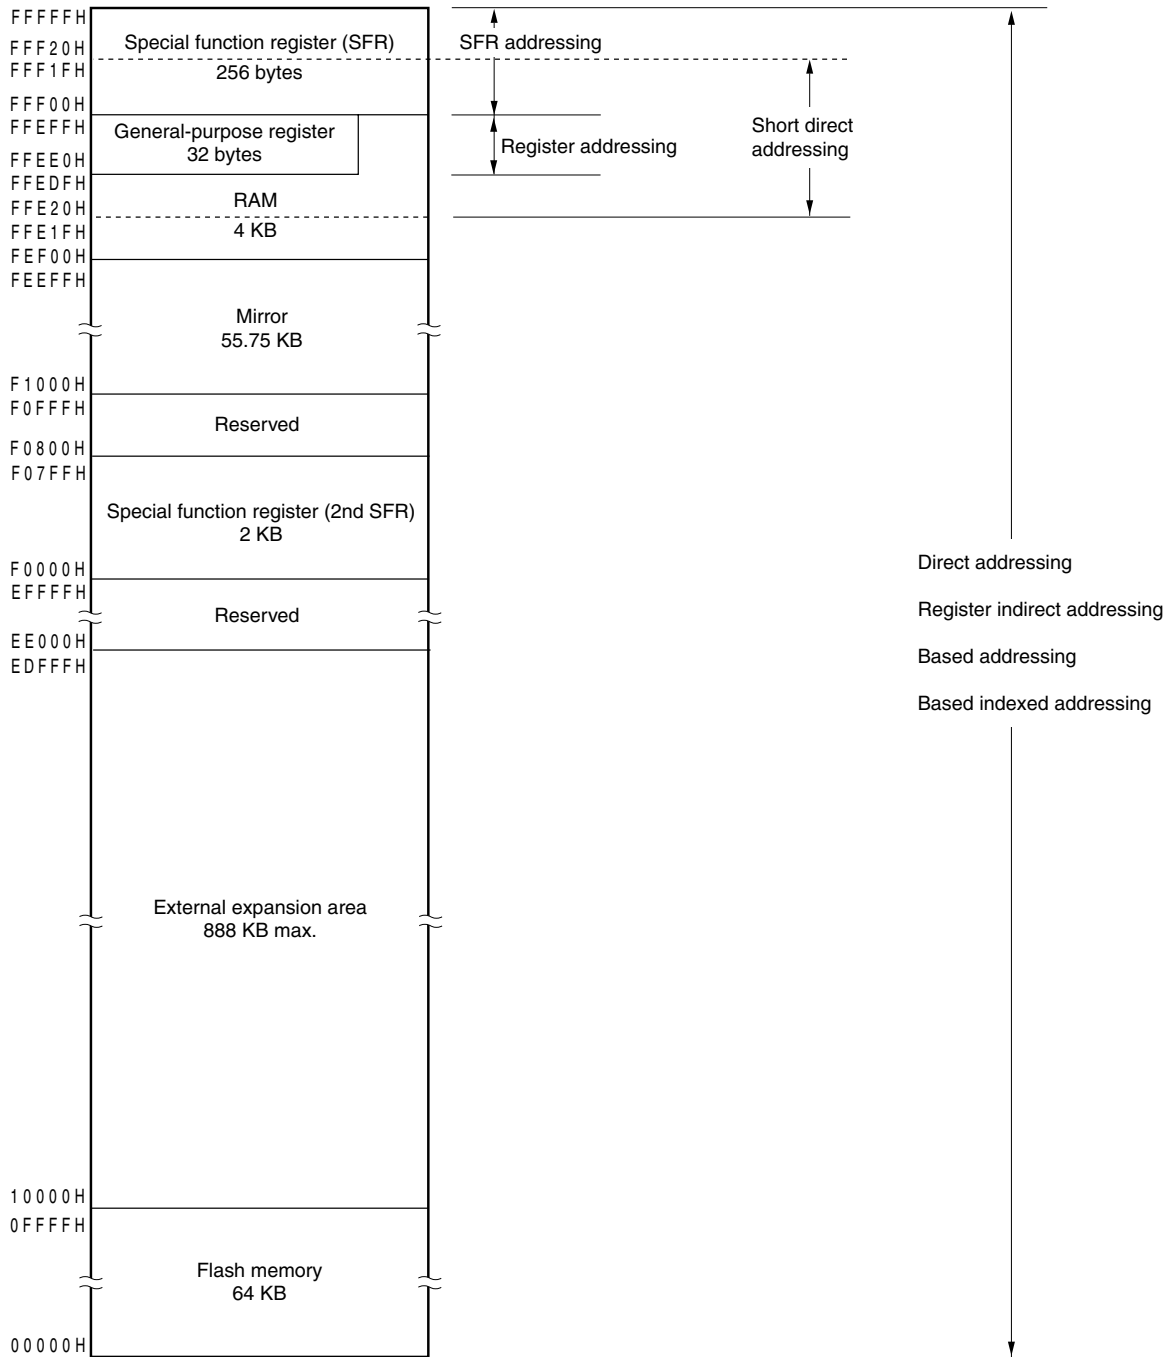 FFFFFH
FFF20H
FFF1FH
FFF00H
FFEFFH
FFEE0H
FFEDFH
FFE20H
FFE1FH
FEF00H
FEEFFH
F1000H
F0FFFH
F0800H
F07FFH
F0000H
EFFFFH
EE000H
EDFFFH
10000H
0FFFFH
00000H
Special function register (SFR)
256 bytes
General-purpose register
32 bytes
RAM
4 KB
Mirror
55.75 KB
Reserved
Special function register (2nd SFR)
2 KB
Reserved
External expansion area
888 KB max.
Flash memory
64 KB
SFR addressing
Register addressing
Short direct
addressing
Direct addressing
Register indirect addressing
Based addressing
Based indexed addressing